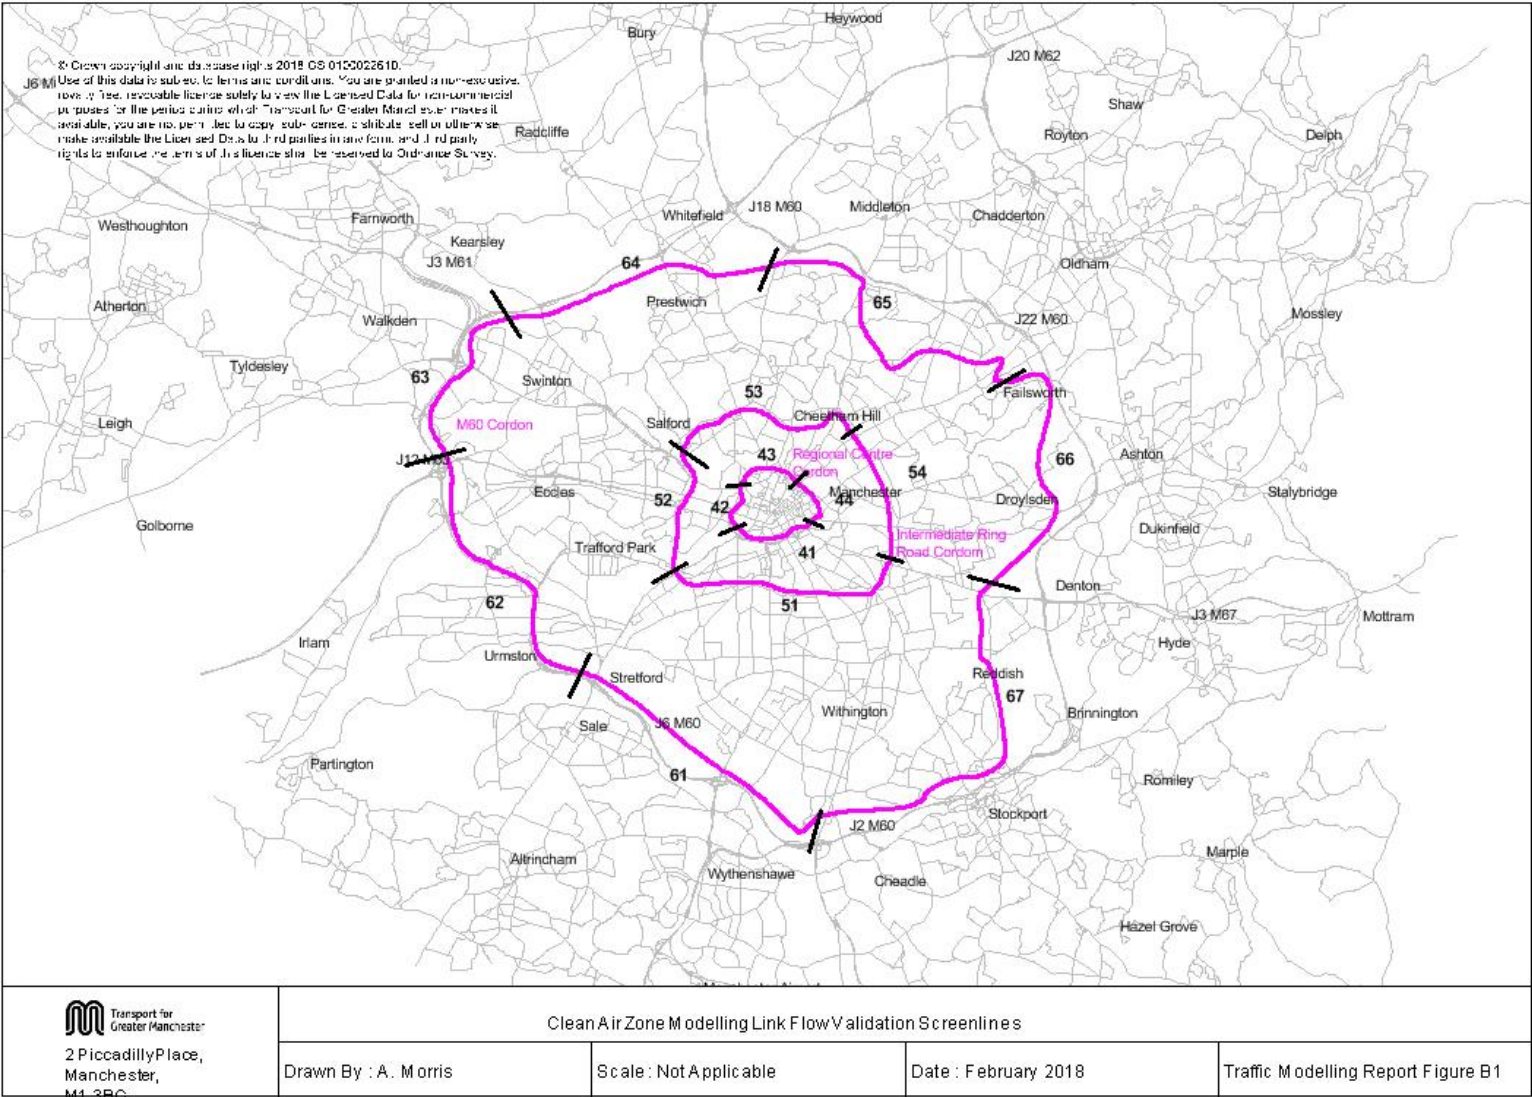 Heywood
Bury
J20 M62
© Crown copyright and database rights 2018 OS 0100022610.
Use of this data is subject to terms and conditions. You are granted a non-exclusive,
royalty free, revocable licence solely to view the Licensed Data for non-commercial
purposes for the period during which Transport for Greater Manchester makes it
available, you are not permitted to copy, sub-license, distribute, sell or otherwise
make available the Licensed Data to third parties in any form, and third party
rights to enforce the terms of this licence shall be reserved to Ordnance Survey.
J6 M
Shaw
Radcliffe
Royton
Delph
Westhoughton
Farnworth
Whitefield
J18 M60
Middleton
Chadderton
Kearsley
J3 M61
64
Oldham
Atherton
Walkden
Prestwich
65
J22 M60
Mossley
Tyldesley
63
Swinton
53
Failsworth
Leigh
M60 Cordon
Salford
Cheetham Hill
43
Regional Centre
Cordon
54
66
Ashton
Eccles
52
42
Manchester
44
Droylsden
Stalybridge
Golborne
Trafford Park
41
Intermediate Ring
Road Cordom
Dukinfield
62
51
Denton
J3 M67
Mottram
Irlam
Urmston
Stretford
Reddish
Hyde
67
Sale
J6 M60
Withington
Brinnington
Partington
61
Romiley
J2 M60
Stockport
Altrincham
Wythenshawe
Cheadle
Marple
Hazel Grove
Transport for
Greater Manchester
2 Piccadilly Place,
Manchester,
M1 3BG
Clean Air Zone Modelling Link Flow Validation Screenlines
Drawn By : A. Morris
Scale : Not Applicable
Date : February 2018
Traffic Modelling Report Figure B1